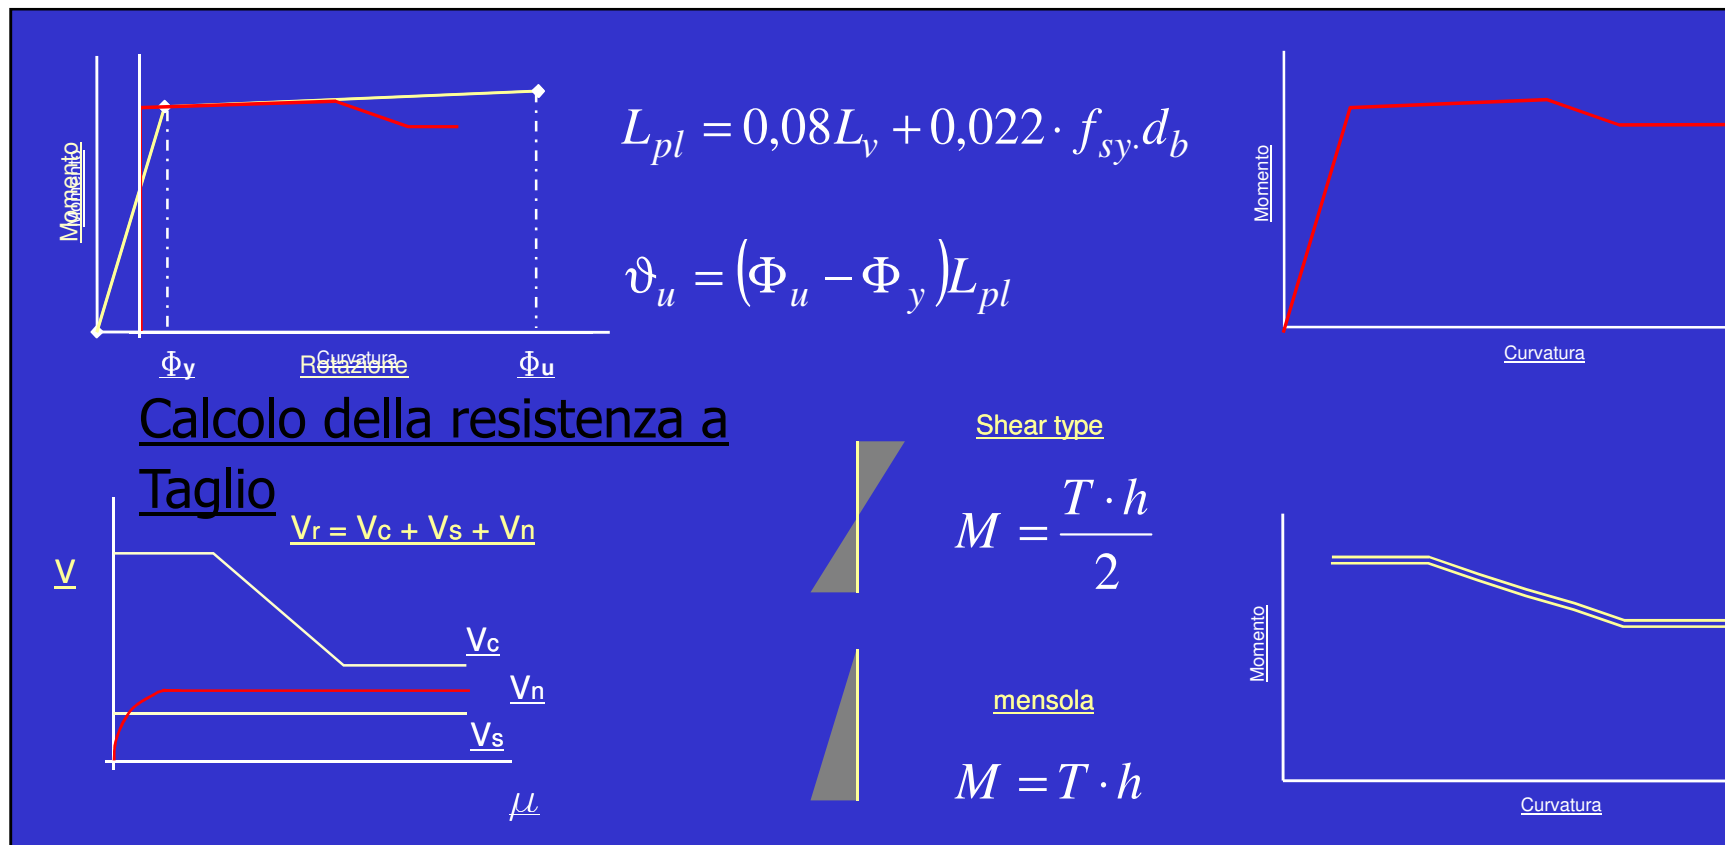 Momento
Momento
Φy
Curvatura
Rotazione
Φu
L_pl = 0,08L_v + 0,022 · f_sy. d_b
ϑ_u = (Φ_u − Φ_y)L_pl
Momento
Curvatura
Calcolo della resistenza a
Taglio
Vr = Vc + Vs + Vn
V
Vc
Vn
Vs
μ
Shear type
M = T · h / 2
mensola
M = T · h
Momento
Curvatura